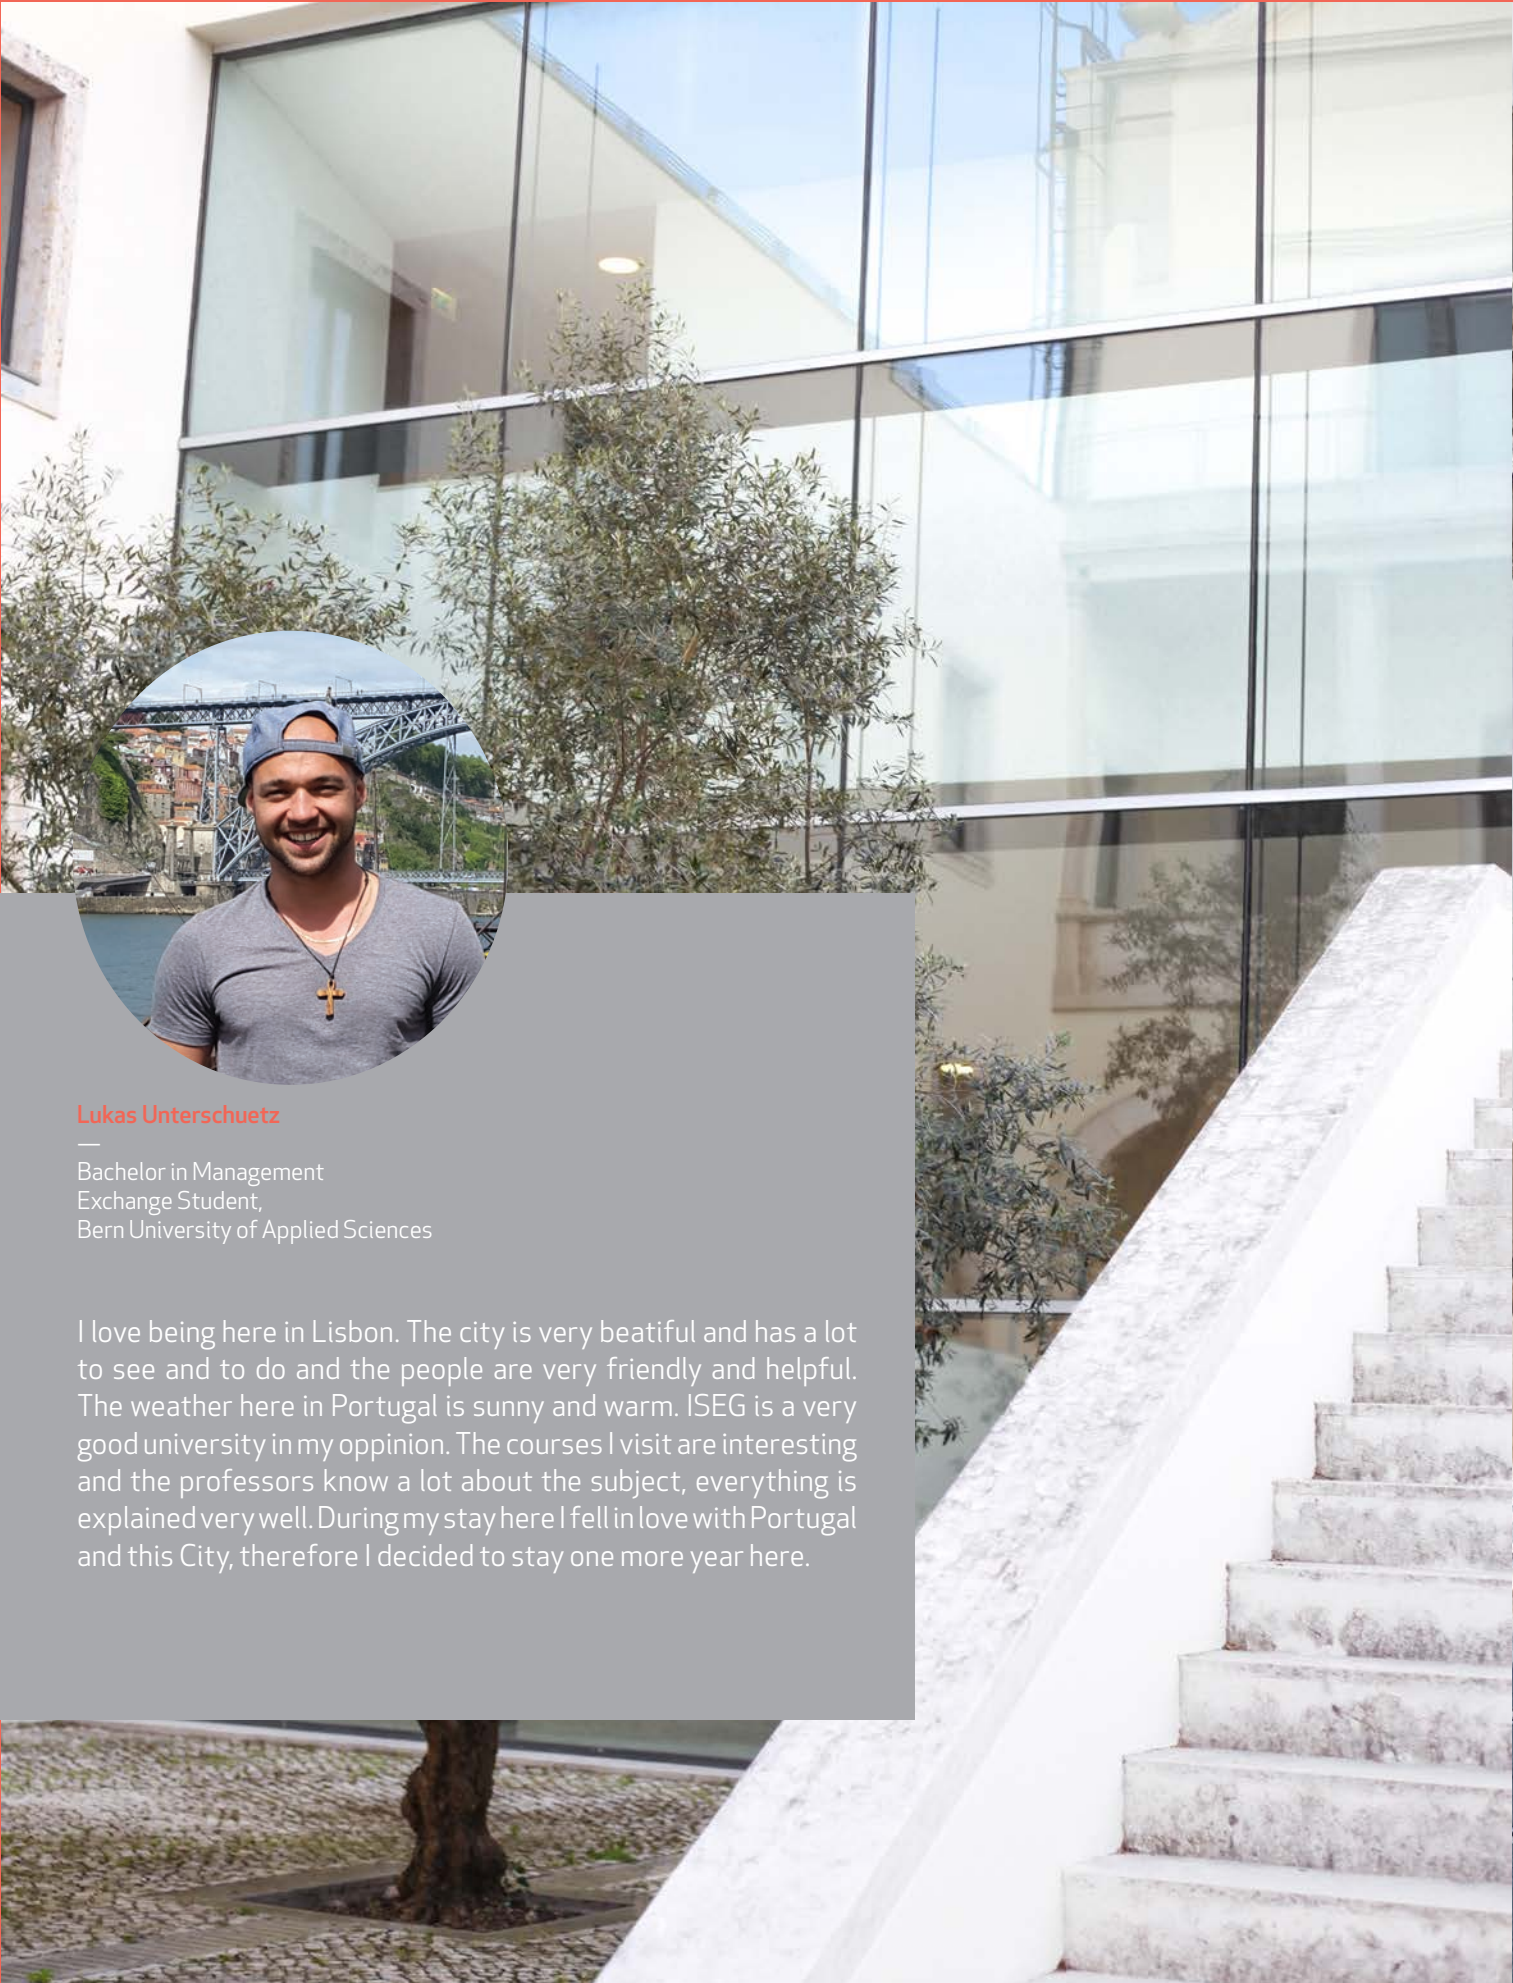 Lukas Unterschuetz
—
Bachelor in Management
Exchange Student,
Bern University of Applied Sciences
I love being here in Lisbon. The city is very beatiful and has a lot
to see and to do and the people are very friendly and helpful.
The weather here in Portugal is sunny and warm. ISEG is a very
good university in my oppinion. The courses I visit are interesting
and the professors know a lot about the subject, everything is
explained very well. During my stay here I fell in love with Portugal
and this City, therefore I decided to stay one more year here.